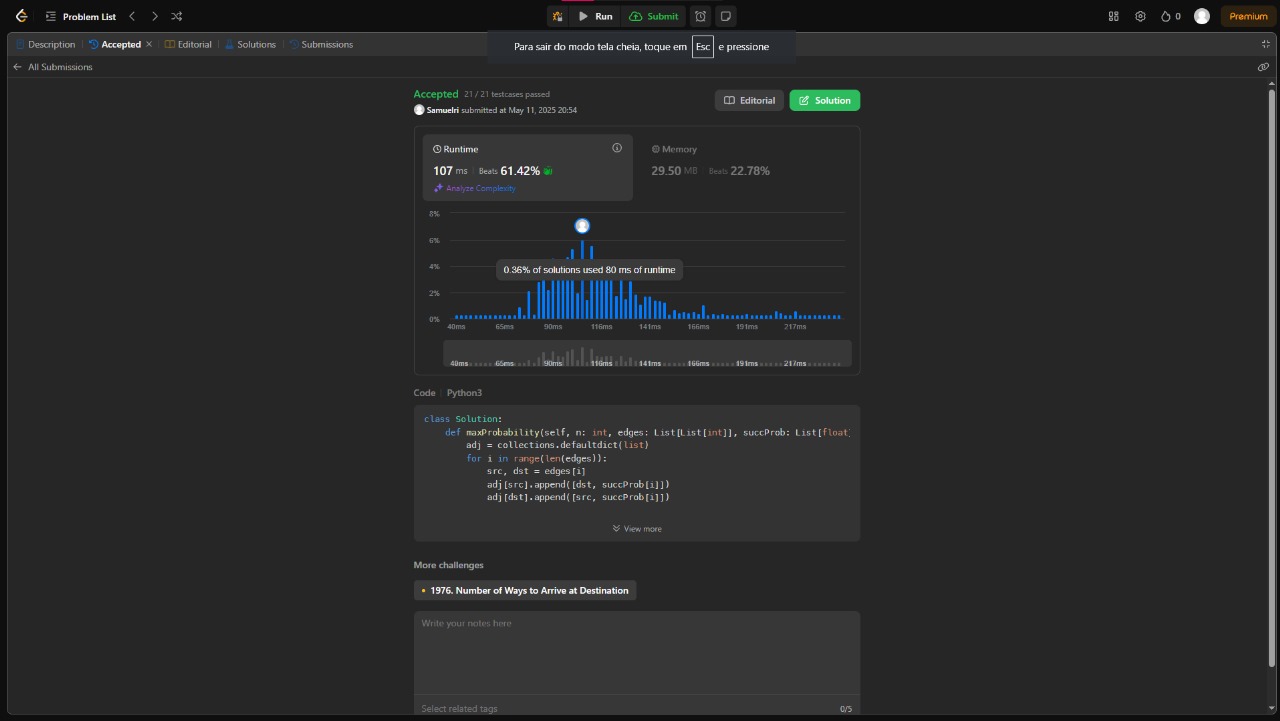 Problem List Run Submit 0 Premium
Description Accepted Editorial Solutions Submissions
Para sair do modo tela cheia, toque em Esc e pressione
All Submissions
Accepted 21 / 21 testcases passed
Samuelri submitted at May 11, 2025 20:54
Editorial Solution
Runtime
107 ms Beats 61.42%
Analyze Complexity
Memory
29.50 MB Beats 22.78%
8%
6%
4%
2%
0%
0.36% of solutions used 80 ms of runtime
40ms 65ms 90ms 116ms 141ms 166ms 191ms 217ms
40ms 65ms 90ms 116ms 141ms 166ms 191ms 217ms
Code Python3
class Solution:
def maxProbability(self, n: int, edges: List[List[int]], succProb: List[float]
adj = collections.defaultdict(list)
for i in range(len(edges)):
src, dst = edges[i]
adj[src].append([dst, succProb[i]])
adj[dst].append([src, succProb[i]])
View more
More challenges
1976. Number of Ways to Arrive at Destination
Write your notes here
Select related tags 0/5